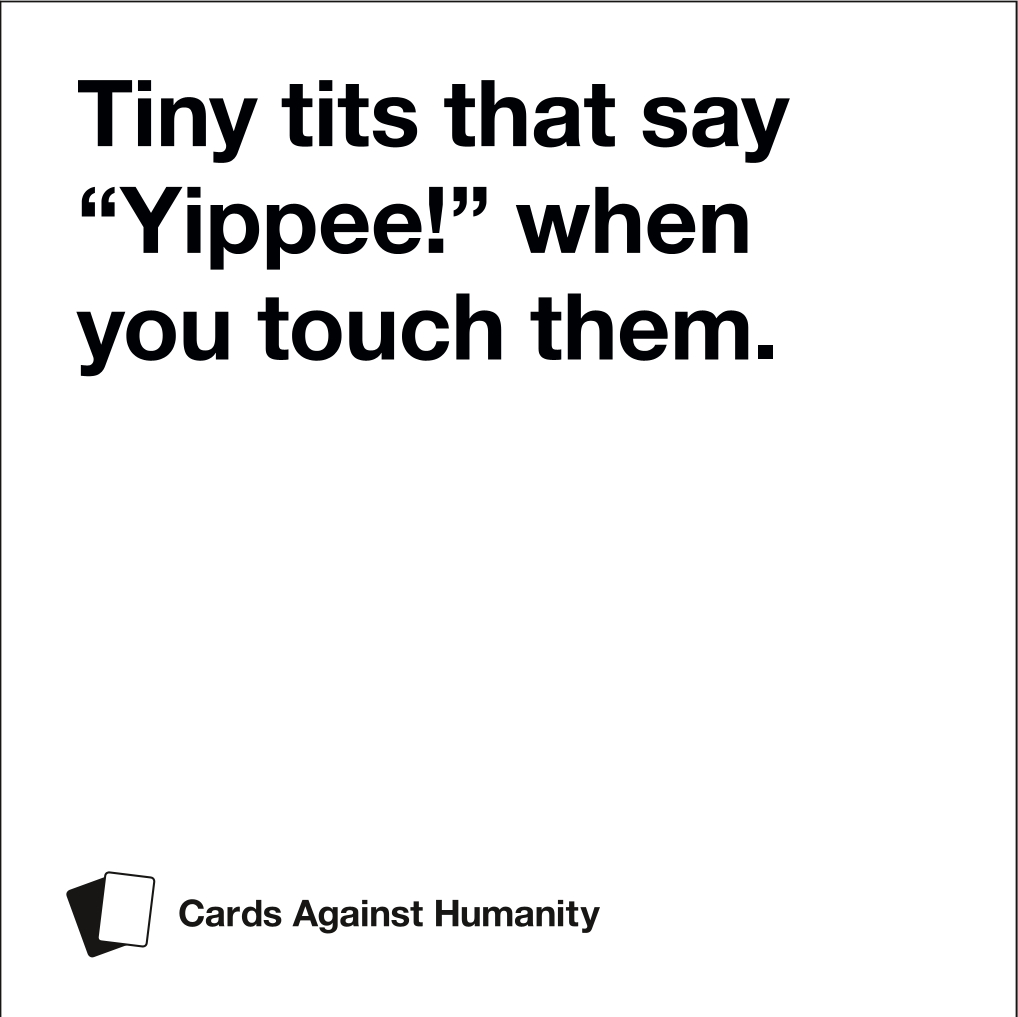 Tiny tits that say
“Yippee!” when
you touch them.
Cards Against Humanity